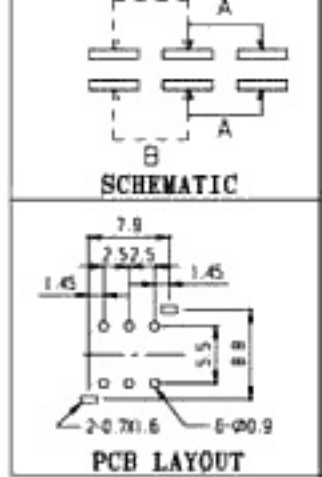 A
A
B
SCHEMATIC
7.9
2.5 2.5
1.45
1.45
5.5
8.8
2-0.7X1.6
6-Ø0.9
PCB LAYOUT